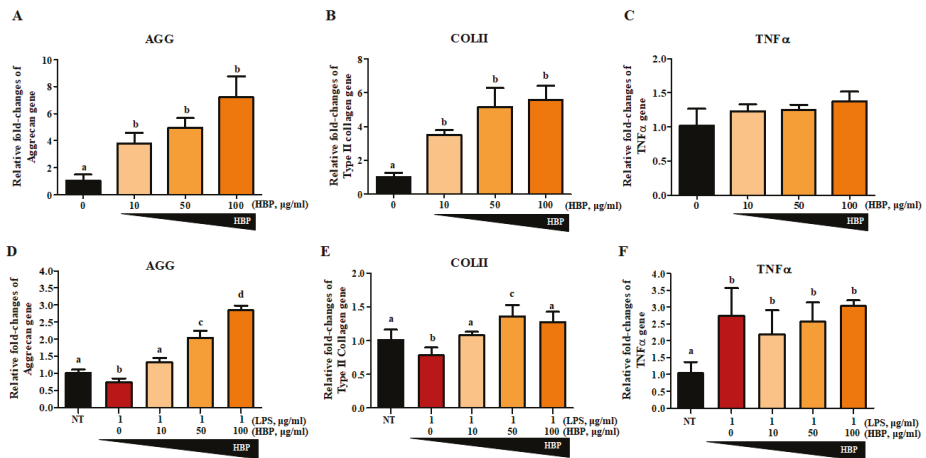 A
AGG
Relative fold-changes of
Aggrecan gene
10
8
6
4
2
0
a
b
b
b
0
10
50
100
(HBP, μg/ml)
HBP
B
COLII
Relative fold-changes of
Type II collagen gene
8
6
4
2
0
a
b
b
b
0
10
50
100
(HBP, μg/ml)
HBP
C
TNFα
Relative fold-changes of
TNFα gene
2.0
1.5
1.0
0.0
0
10
50
100
(HBP, μg/ml)
HBP
D
AGG
Relative fold-changes of
Aggrecan gene
4.0
3.0
2.5
2.0
1.5
1.0
0.5
0.0
a
b
a
c
d
NT
1
1
1
1
(LPS, μg/ml)
0
10
50
100
(HBP, μg/ml)
HBP
E
COLII
Relative fold-changes of
Type II Collagen gene
2.0
1.5
1.0
0.5
0.0
a
b
a
c
a
NT
1
1
1
1
(LPS, μg/ml)
0
10
50
100
(HBP, μg/ml)
HBP
F
TNFα
Relative fold-changes of
TNFα gene
4.0
3.0
2.5
2.0
1.5
1.0
0.5
0.0
a
b
b
b
b
1
1
1
1
(LPS, μg/ml)
NT
0
10
50
100
(HBP, μg/ml)
HBP